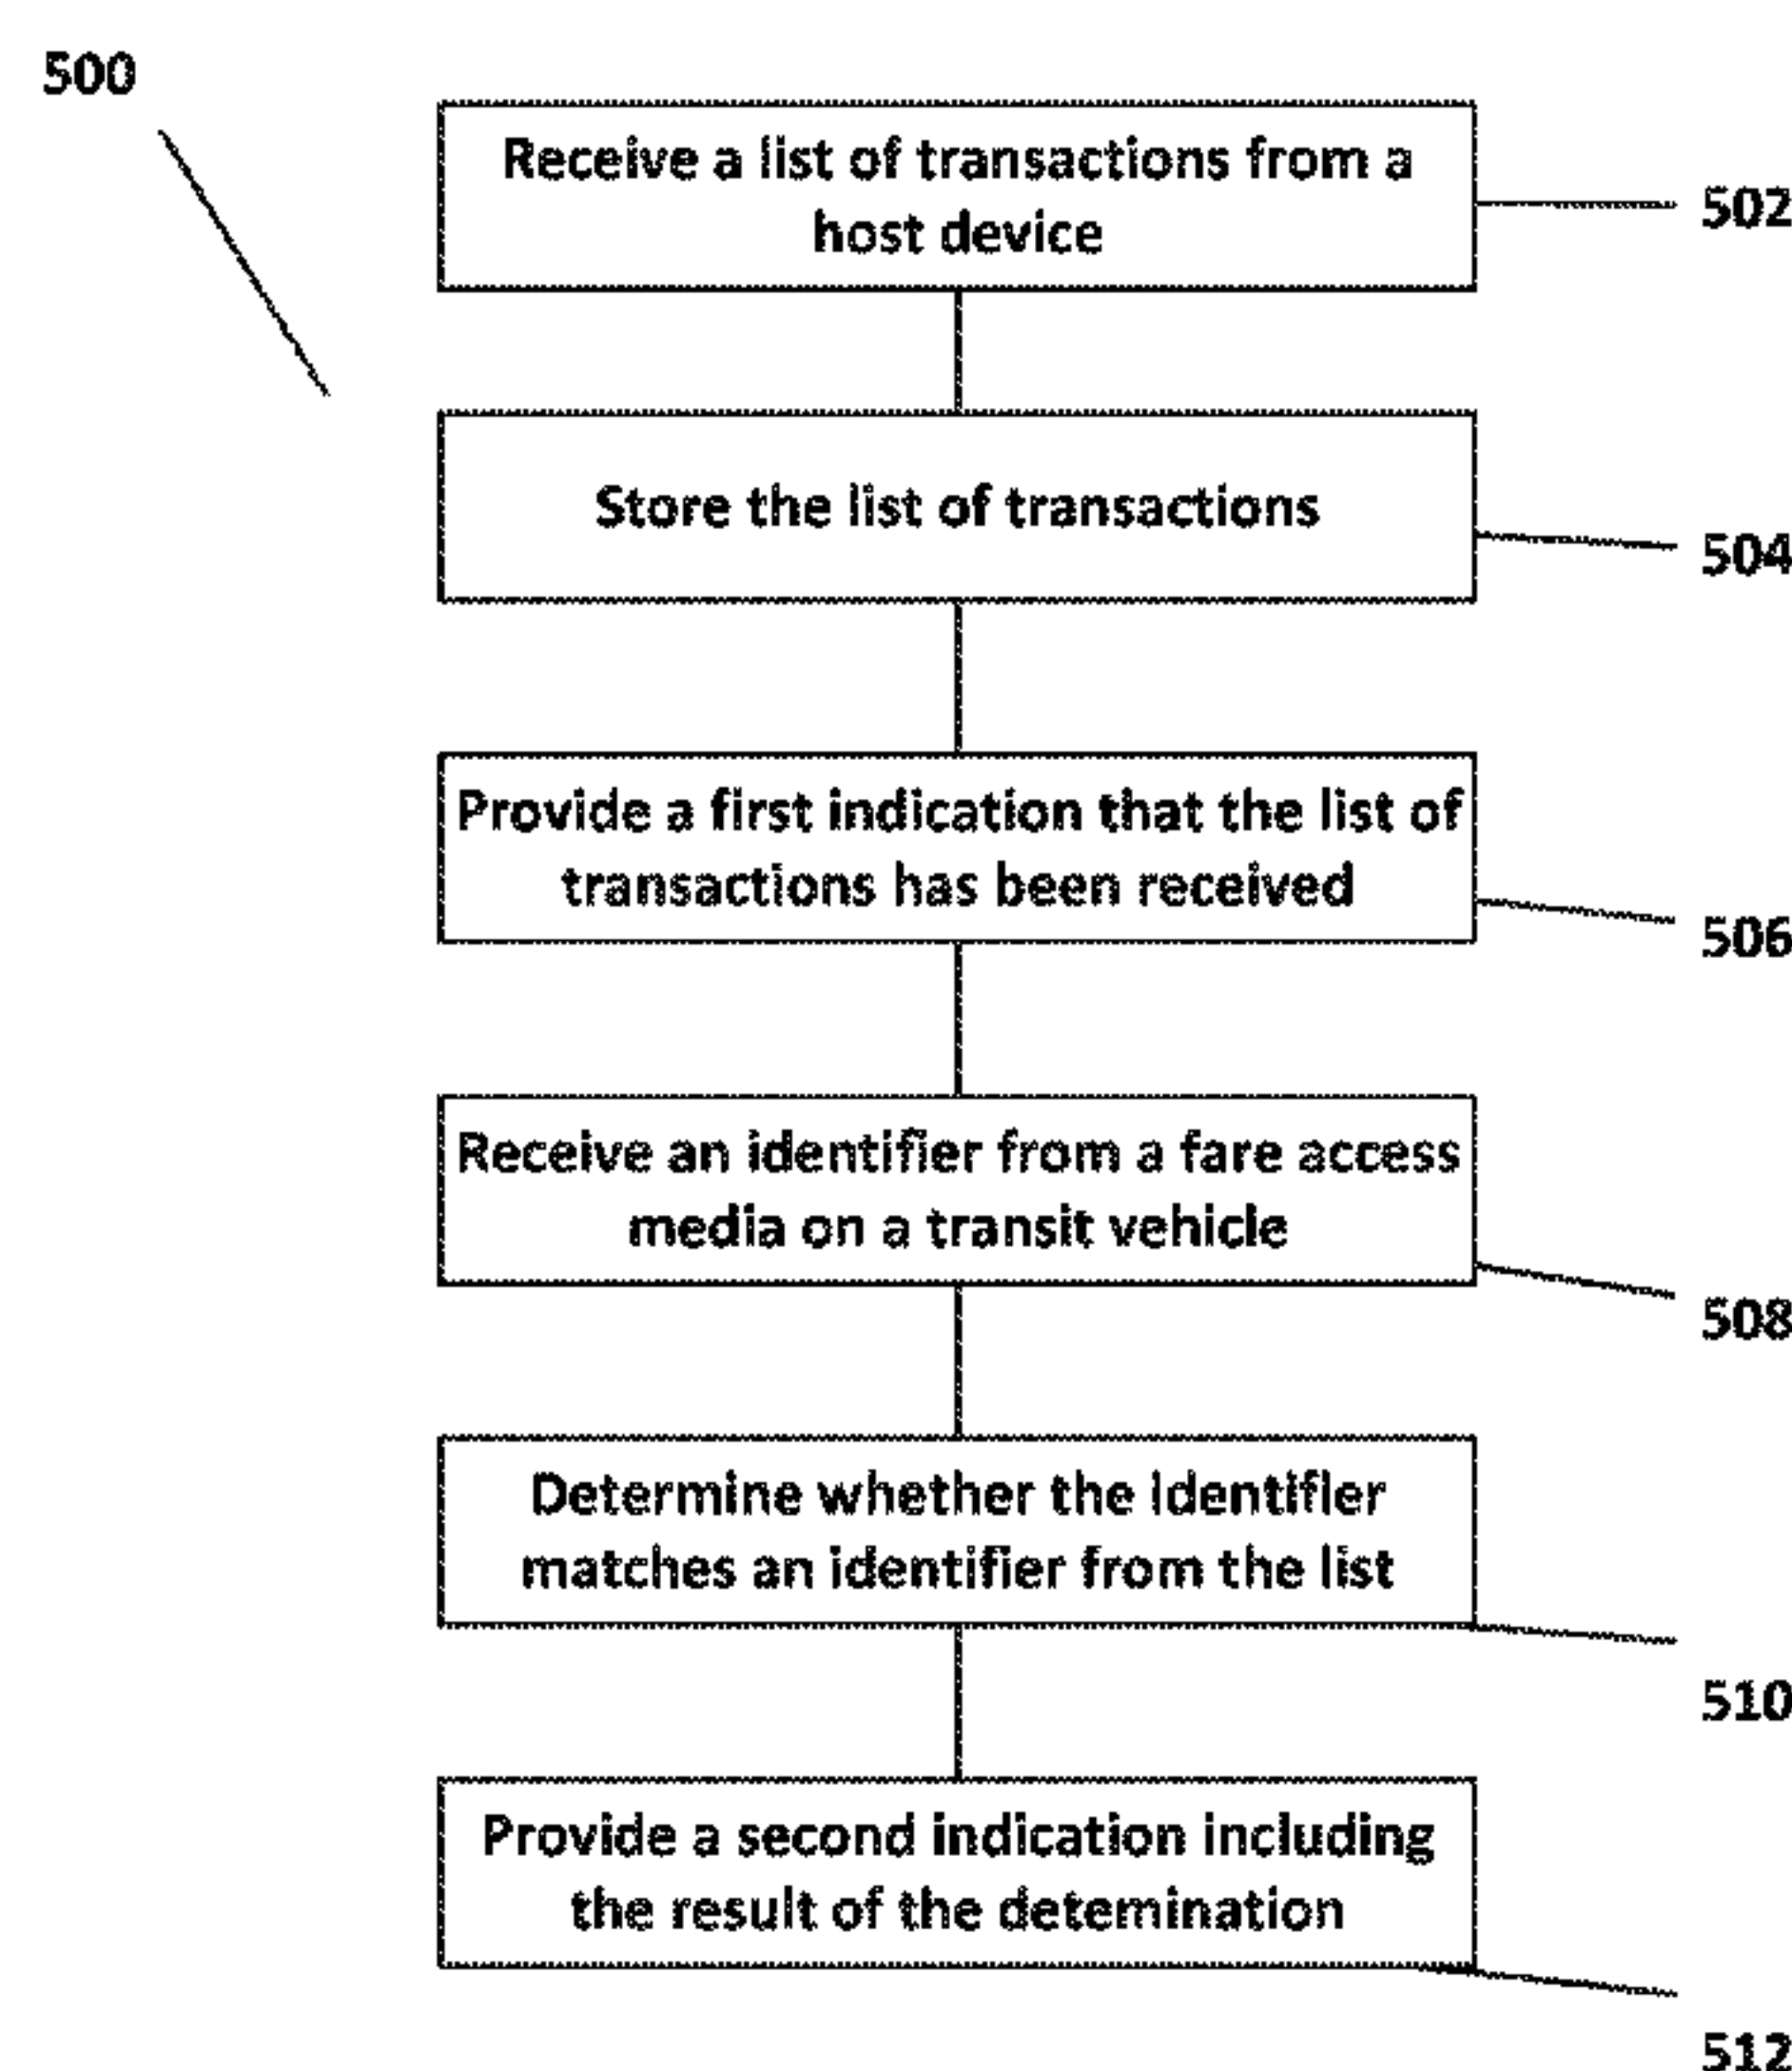 500
Receive a list of transactions from a
host device
502
Store the list of transactions
504
Provide a first indication that the list of
transactions has been received
506
Receive an identifier from a fare access
media on a transit vehicle
508
Determine whether the identifier
matches an identifier from the list
510
Provide a second indication including
the result of the detemination
512